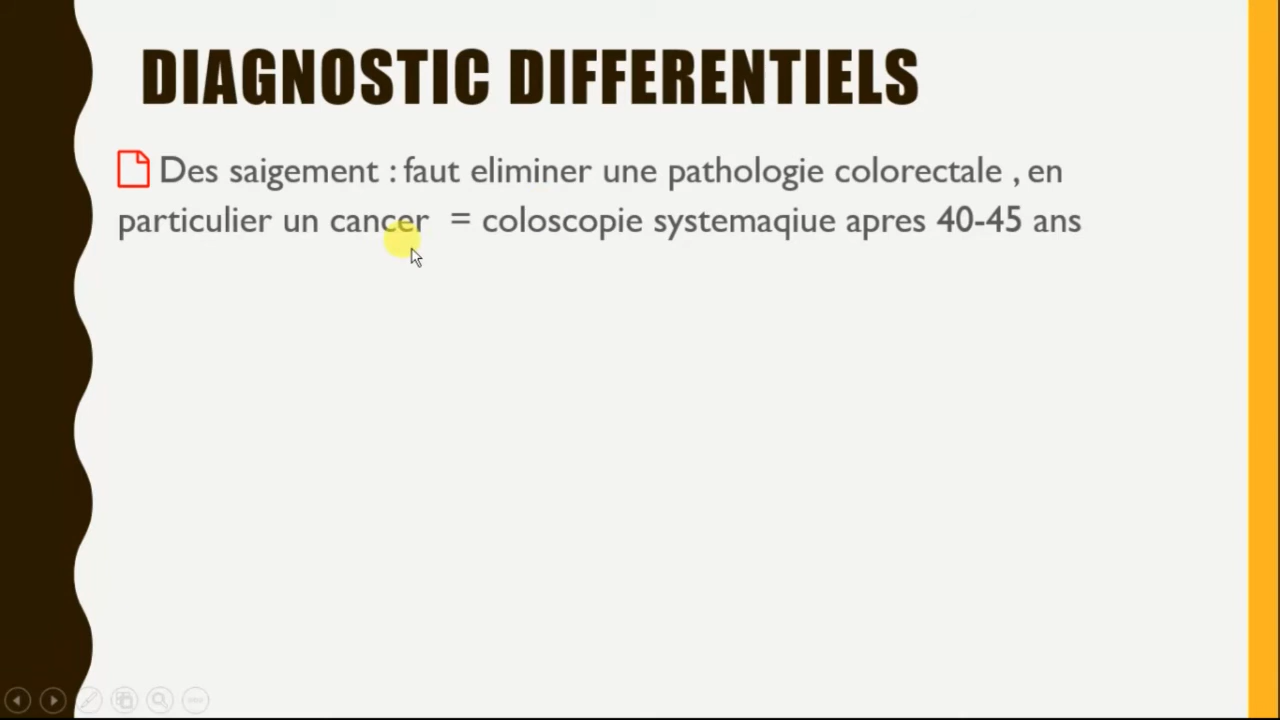 DIAGNOSTIC DIFFERENTIELS
Des saigement : faut eliminer une pathologie colorectale , en
particulier un cancer = coloscopie systemaqiue apres 40-45 ans